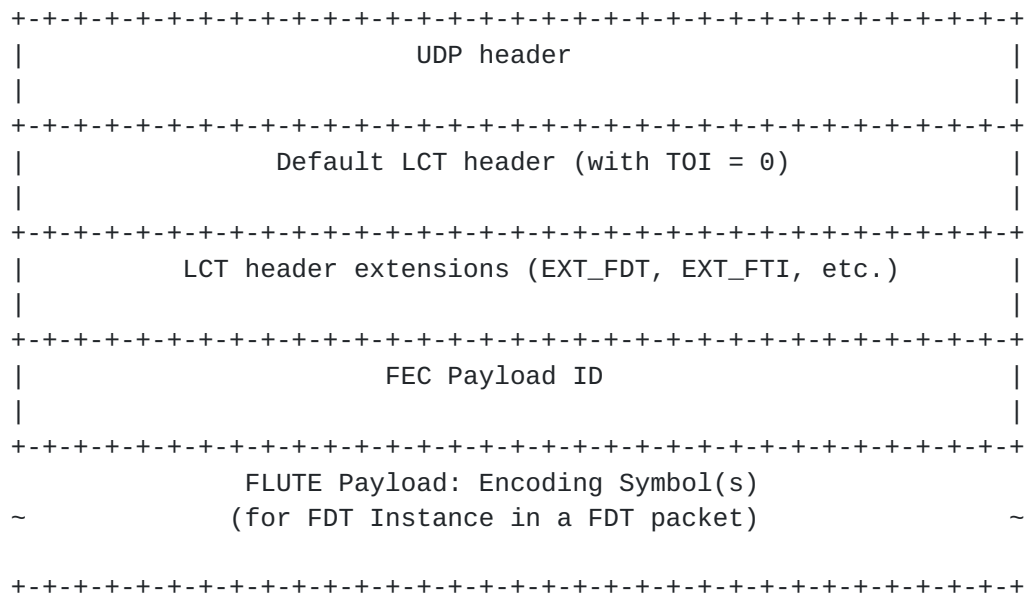 +-+-+-+-+-+-+-+-+-+-+-+-+-+-+-+-+-+-+-+-+-+-+-+-+-+-+-+-+-+-+-+-+
|                         UDP header                            |
|                                                               |
+-+-+-+-+-+-+-+-+-+-+-+-+-+-+-+-+-+-+-+-+-+-+-+-+-+-+-+-+-+-+-+-+
|                Default LCT header (with TOI = 0)              |
|                                                               |
+-+-+-+-+-+-+-+-+-+-+-+-+-+-+-+-+-+-+-+-+-+-+-+-+-+-+-+-+-+-+-+-+
|          LCT header extensions (EXT_FDT, EXT_FTI, etc.)       |
|                                                               |
+-+-+-+-+-+-+-+-+-+-+-+-+-+-+-+-+-+-+-+-+-+-+-+-+-+-+-+-+-+-+-+-+
|                       FEC Payload ID                          |
|                                                               |
+-+-+-+-+-+-+-+-+-+-+-+-+-+-+-+-+-+-+-+-+-+-+-+-+-+-+-+-+-+-+-+-+
               FLUTE Payload: Encoding Symbol(s)
~             (for FDT Instance in a FDT packet)                ~
+-+-+-+-+-+-+-+-+-+-+-+-+-+-+-+-+-+-+-+-+-+-+-+-+-+-+-+-+-+-+-+-+